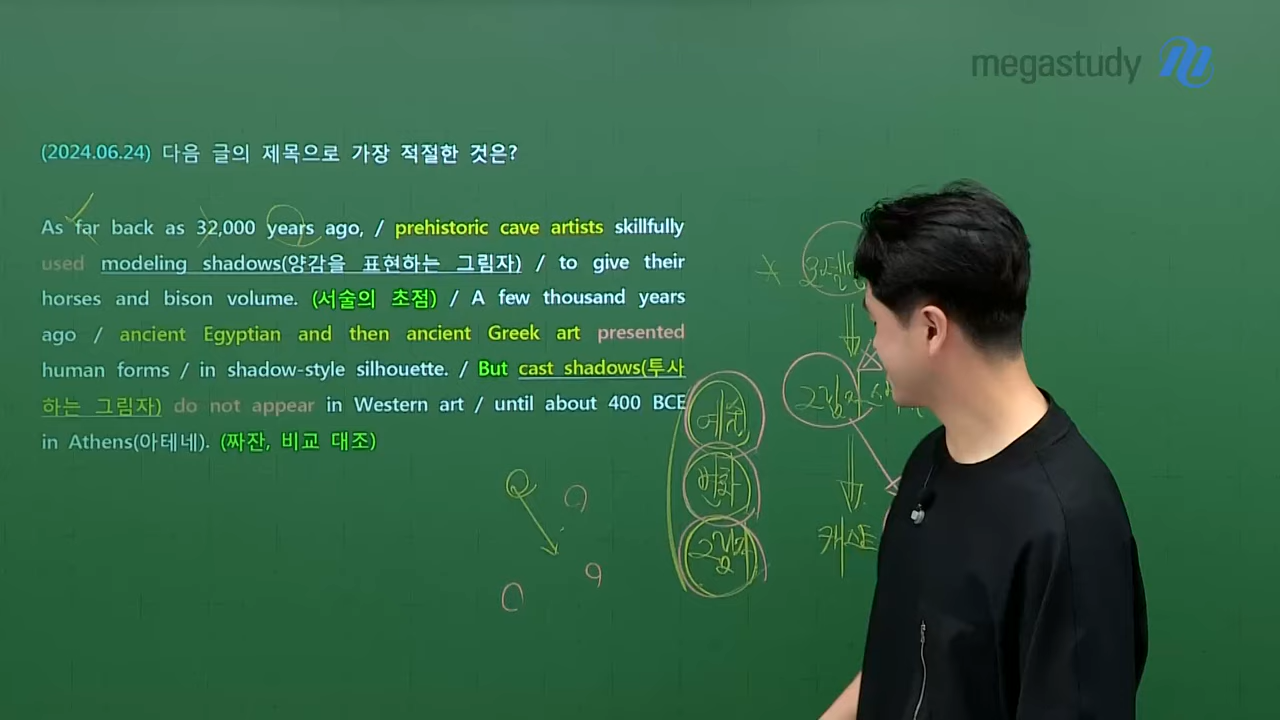 megastudy
(2024.06.24) 다음 글의 제목으로 가장 적절한 것은?
As far back as 32,000 years ago, / prehistoric cave artists skillfully
used modeling shadows(양감을 표현하는 그림자) / to give their
horses and bison volume. (서술의 초점) / A few thousand years
ago / ancient Egyptian and then ancient Greek art presented
human forms / in shadow-style silhouette. / But cast shadows(투사
하는 그림자) do not appear in Western art / until about 400 BCE
in Athens(아테네). (짜잔, 비교 대조)
예술
변화
그림자
캐스트